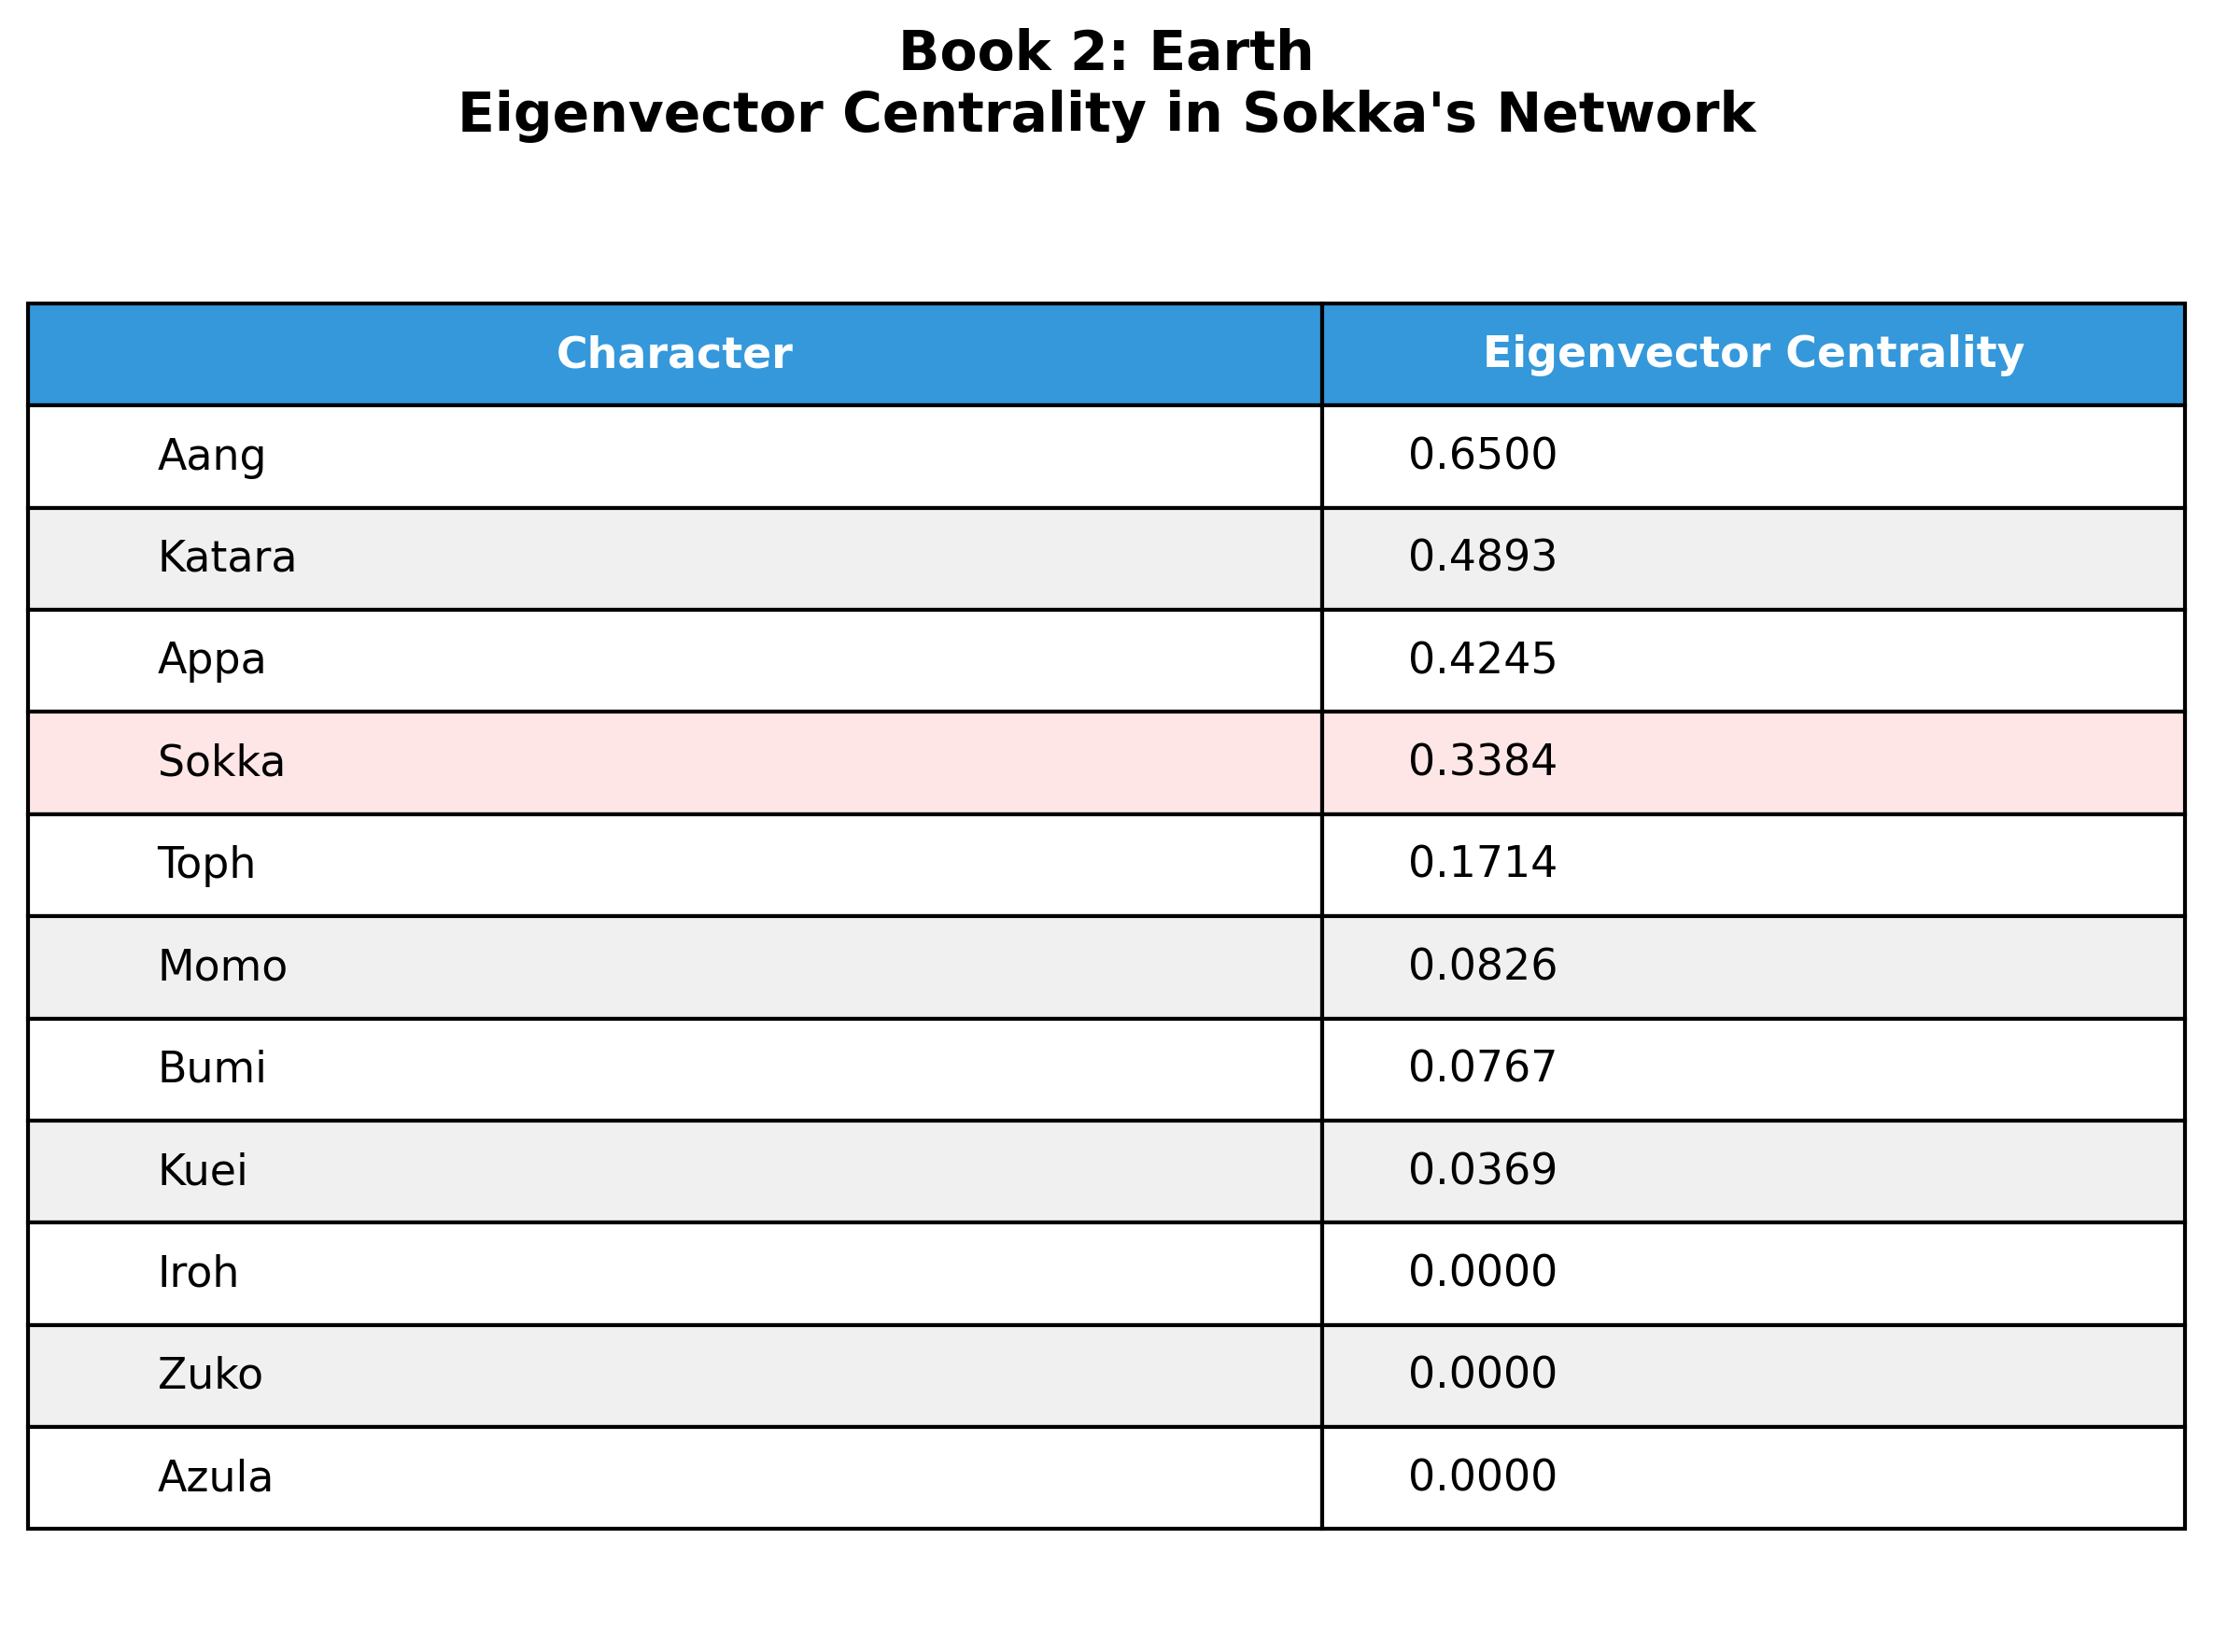 Book 2: Earth
Eigenvector Centrality in Sokka's Network
Character Eigenvector Centrality
Aang 0.6500
Katara 0.4893
Appa 0.4245
Sokka 0.3384
Toph 0.1714
Momo 0.0826
Bumi 0.0767
Kuei 0.0369
Iroh 0.0000
Zuko 0.0000
Azula 0.0000